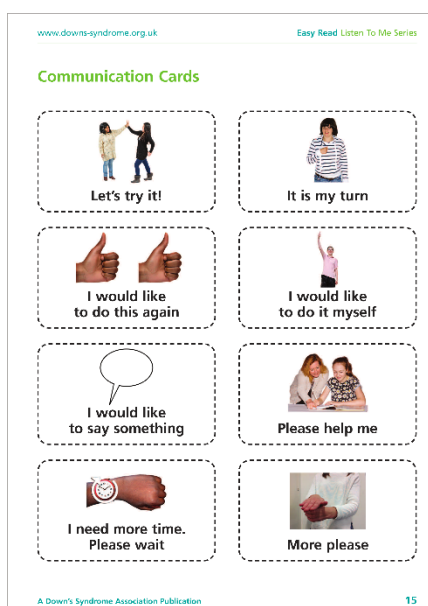 www.downs-syndrome.org.uk
Easy Read Listen To Me Series
Communication Cards
Let's try it!
It is my turn
I would like
to do this again
I would like
to do it myself
I would like
to say something
Please help me
I need more time.
Please wait
More please
A Down's Syndrome Association Publication
15